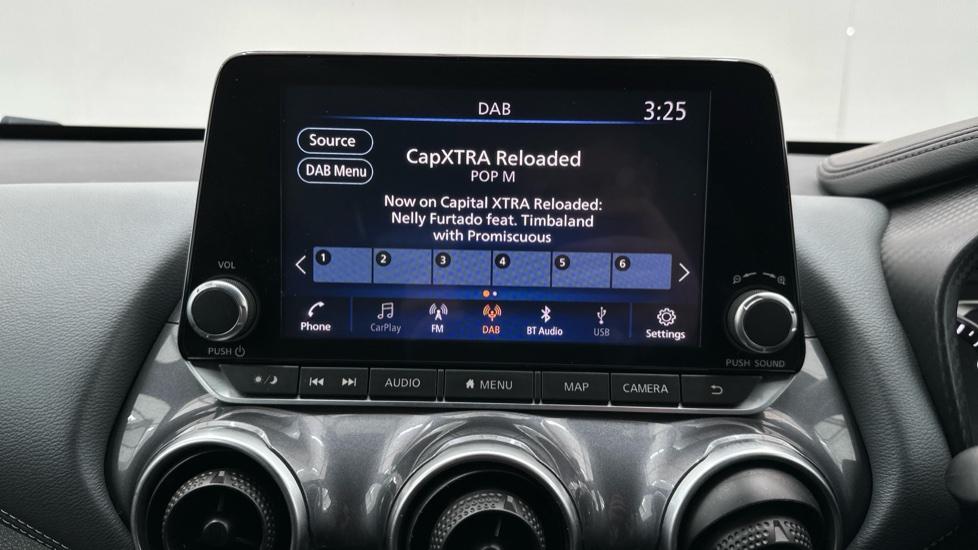 DAB
3:25
Source
DAB Menu
CapXTRA Reloaded
POP M
Now on Capital XTRA Reloaded:
Nelly Furtado feat. Timbaland
with Promiscuous
1 2 3 4 5 6
Phone CarPlay FM DAB BT Audio USB Settings
VOL
PUSH
PUSH SOUND
AUDIO MENU MAP CAMERA